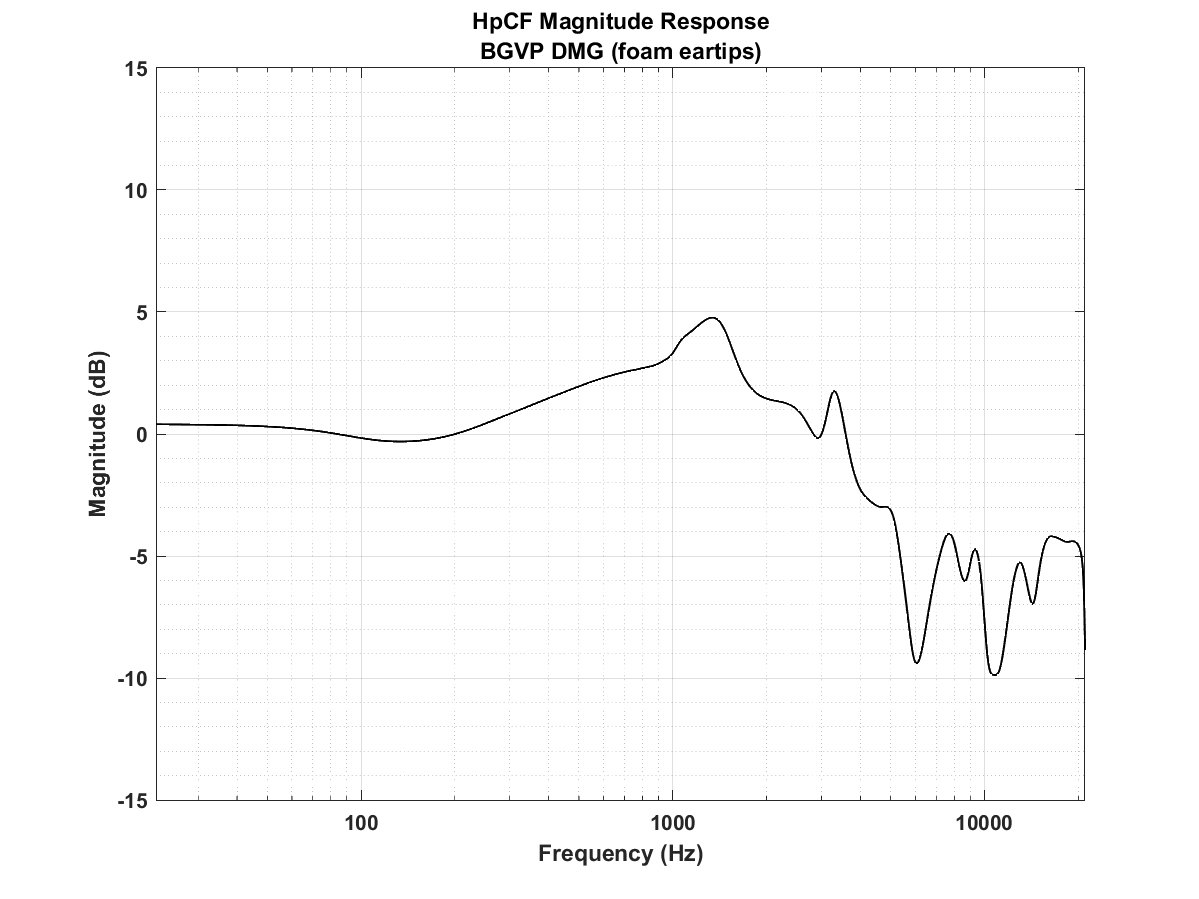 HpCF Magnitude Response
BGVP DMG (foam eartips)
15
10
5
0
-5
-10
-15
Magnitude (dB)
100 1000 10000
Frequency (Hz)